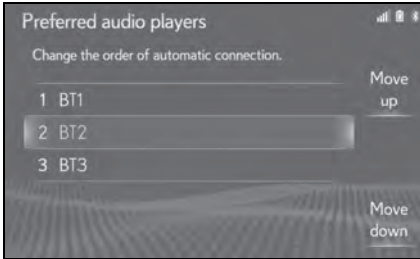 Preferred audio players
Change the order of automatic connection.
Move
up
1 BT1
2 BT2
3 BT3
Move
down